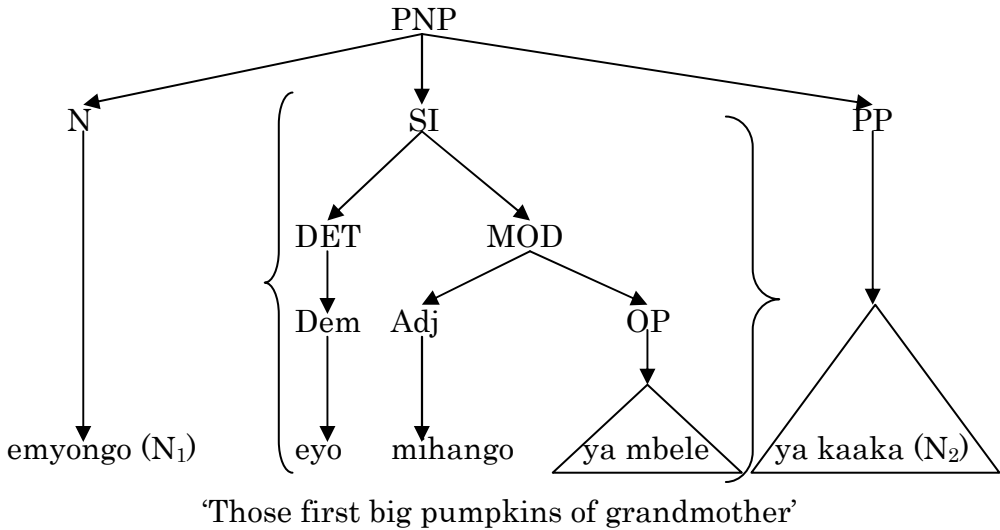 PNP
N SI PP
DET MOD
Dem Adj OP
emyongo (N₁) eyo mihango ya mbele ya kaaka (N₂)
‘Those first big pumpkins of grandmother’